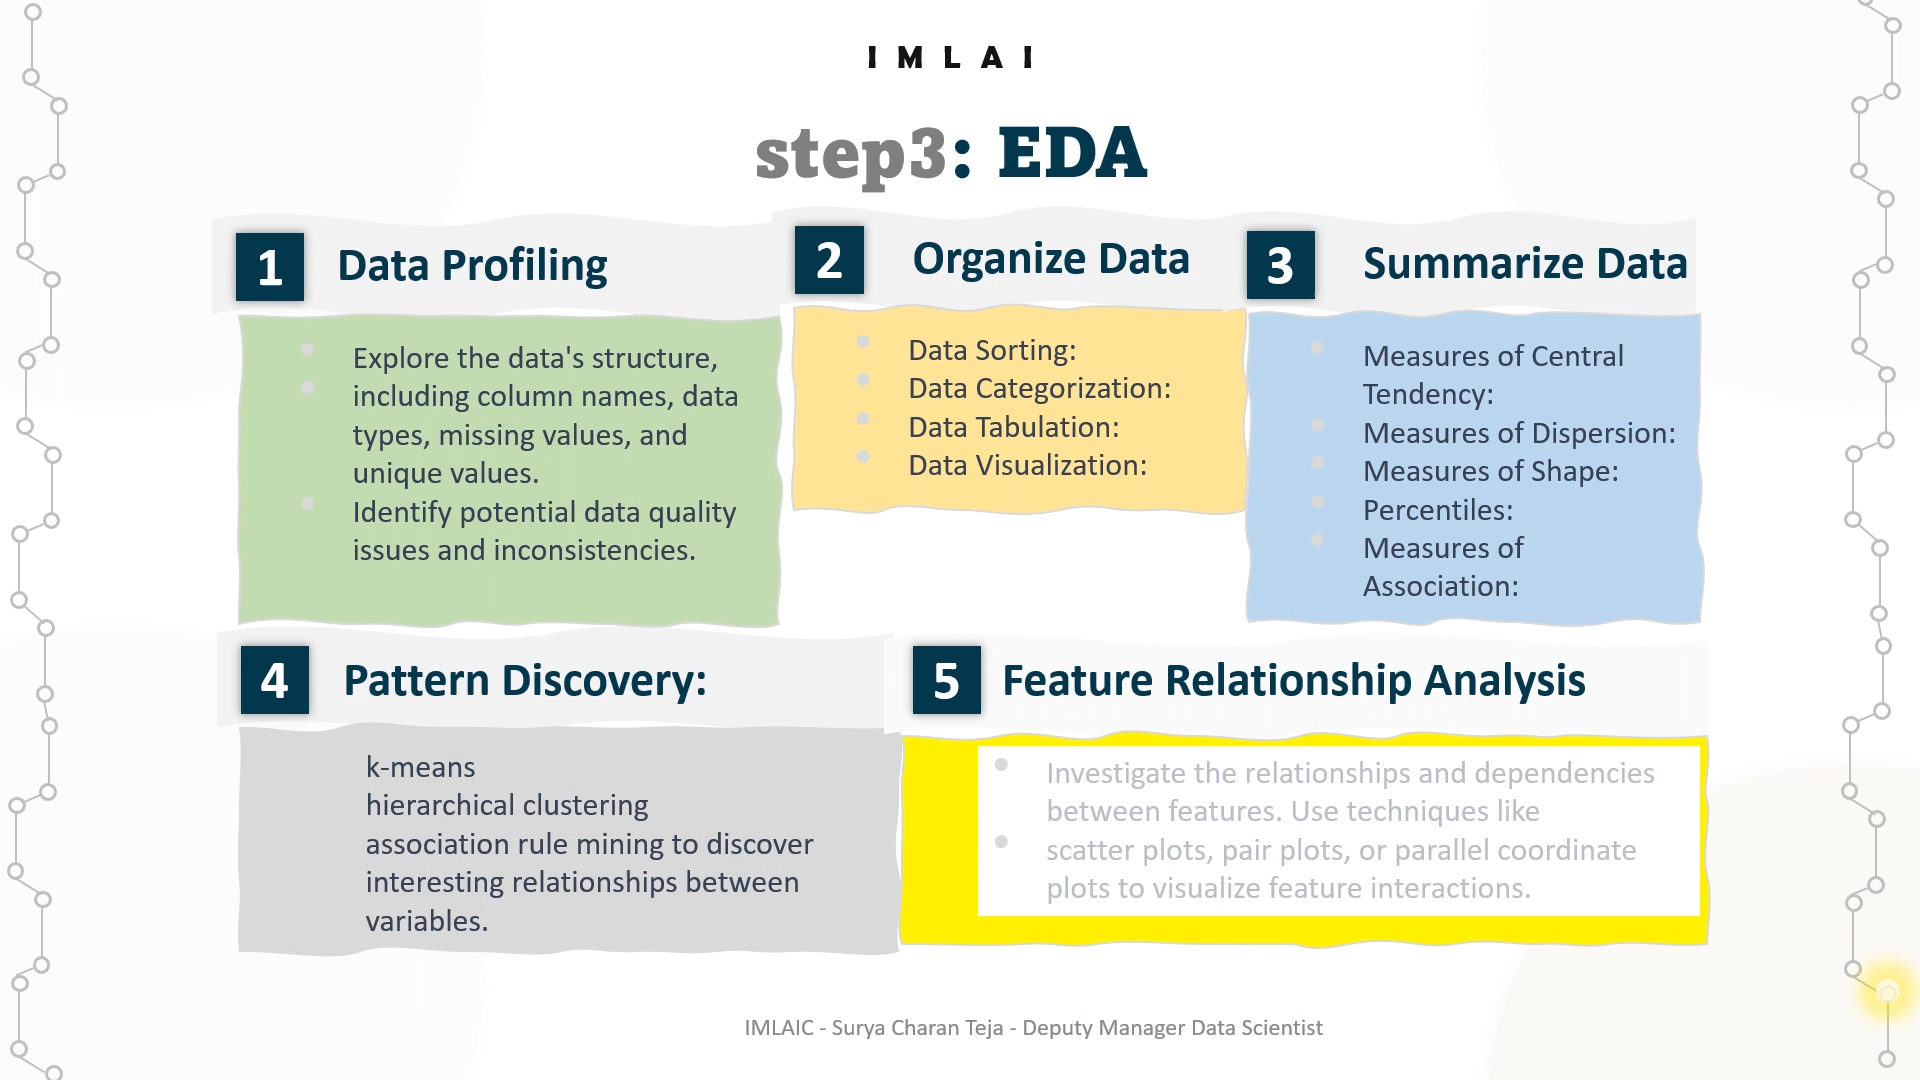 IMLAI
step3: EDA
1
Data Profiling
Explore the data's structure,
including column names, data
types, missing values, and
unique values.
Identify potential data quality
issues and inconsistencies.
2
Organize Data
Data Sorting:
Data Categorization:
Data Tabulation:
Data Visualization:
3
Summarize Data
Measures of Central
Tendency:
Measures of Dispersion:
Measures of Shape:
Percentiles:
Measures of
Association:
4
Pattern Discovery:
k-means
hierarchical clustering
association rule mining to discover
interesting relationships between
variables.
5
Feature Relationship Analysis
Investigate the relationships and dependencies
between features. Use techniques like
scatter plots, pair plots, or parallel coordinate
plots to visualize feature interactions.
IMLAIC - Surya Charan Teja - Deputy Manager Data Scientist